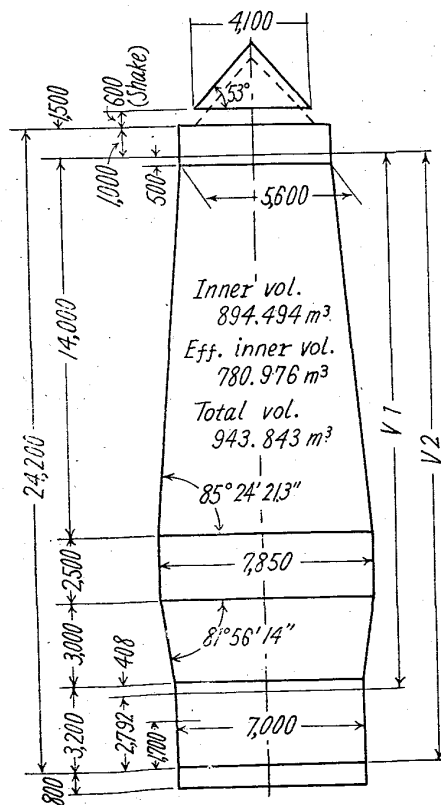 4,100
53°
600
(Shake)
1,500
1,000
500
5,600
Inner vol.
894.494 m³
Eff. inner vol.
780.976 m³
Total vol.
943.843 m³
14,000
24,200
V1
V2
85° 24' 21.3"
7,850
2,500
81° 56' 14"
3,000
408
7,000
3,200
2,792
1,700
800